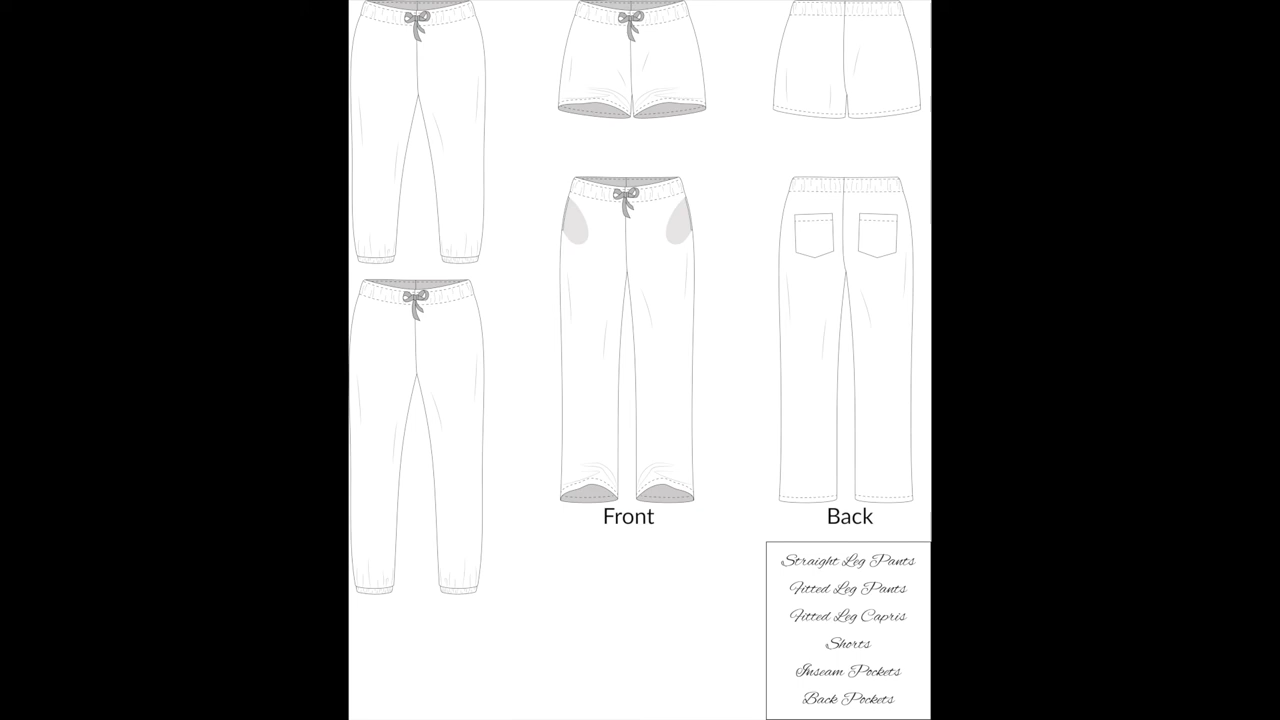 Front
Back
Straight Leg Pants
Fitted Leg Pants
Fitted Leg Capris
Shorts
Inseam Pockets
Back Pockets